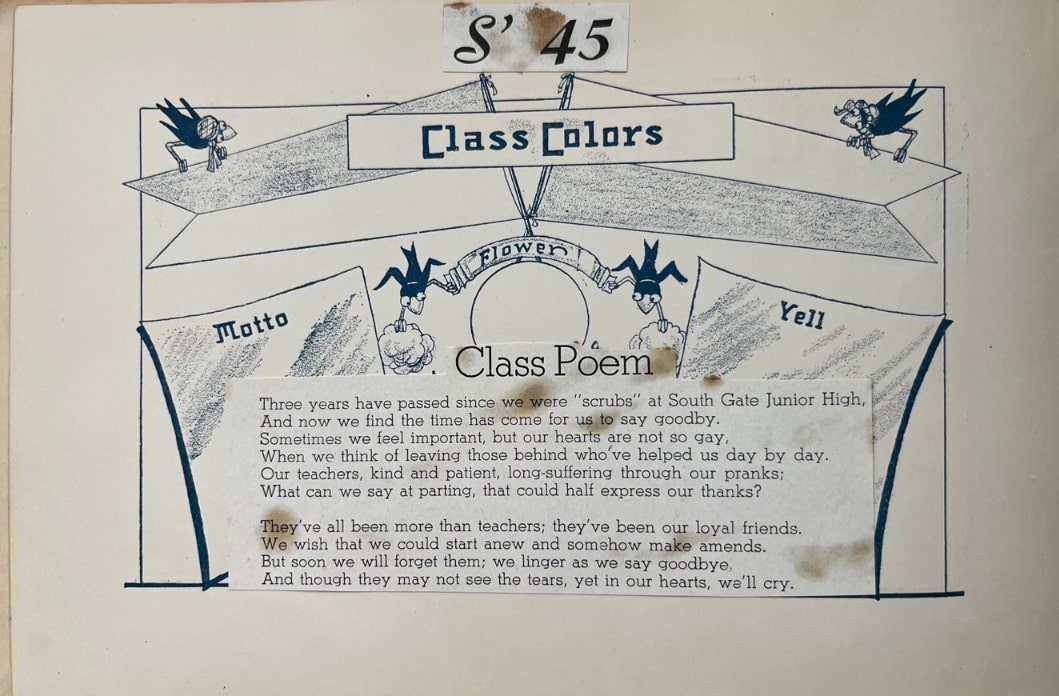 S' 45
Class Colors
Flower
Motto
Yell
Class Poem
Three years have passed since we were "scrubs" at South Gate Junior High,
And now we find the time has come for us to say goodby.
Sometimes we feel important, but our hearts are not so gay,
When we think of leaving those behind who've helped us day by day.
Our teachers, kind and patient, long-suffering through our pranks;
What can we say at parting, that could half express our thanks?
They've all been more than teachers; they've been our loyal friends.
We wish that we could start anew and somehow make amends.
But soon we will forget them; we linger as we say goodbye,
And though they may not see the tears, yet in our hearts, we'll cry.